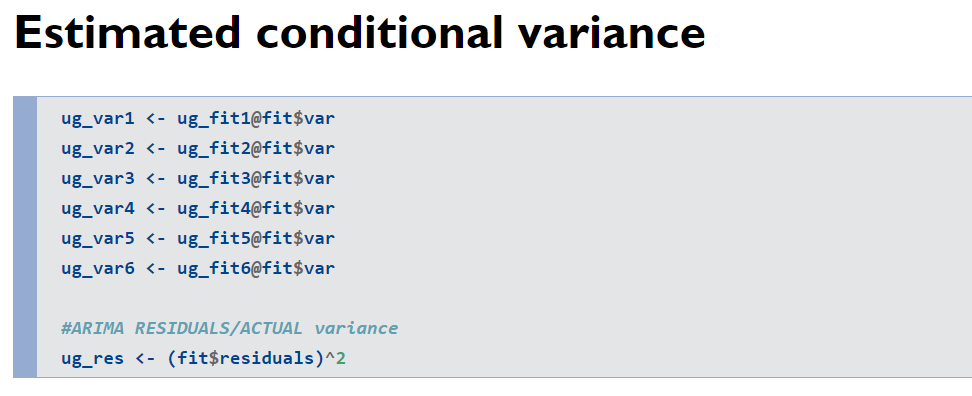 Estimated conditional variance
ug_var1 <- ug_fit1@fit$var
ug_var2 <- ug_fit2@fit$var
ug_var3 <- ug_fit3@fit$var
ug_var4 <- ug_fit4@fit$var
ug_var5 <- ug_fit5@fit$var
ug_var6 <- ug_fit6@fit$var
#ARIMA RESIDUALS/ACTUAL variance
ug_res <- (fit$residuals)^2